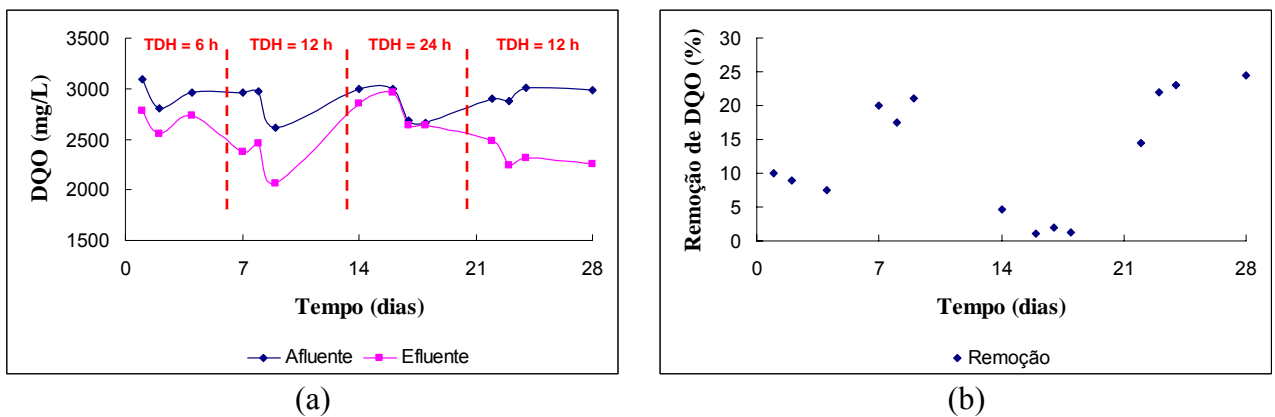 TDH = 6 h TDH = 12 h TDH = 24 h TDH = 12 h
DQO (mg/L)
3500
3000
2500
2000
1500
0 7 14 21 28
Tempo (dias)
Afluente Efluente
(a)
Remoção de DQO (%)
30
25
20
15
10
5
0
0 7 14 21 28
Tempo (dias)
Remoção
(b)